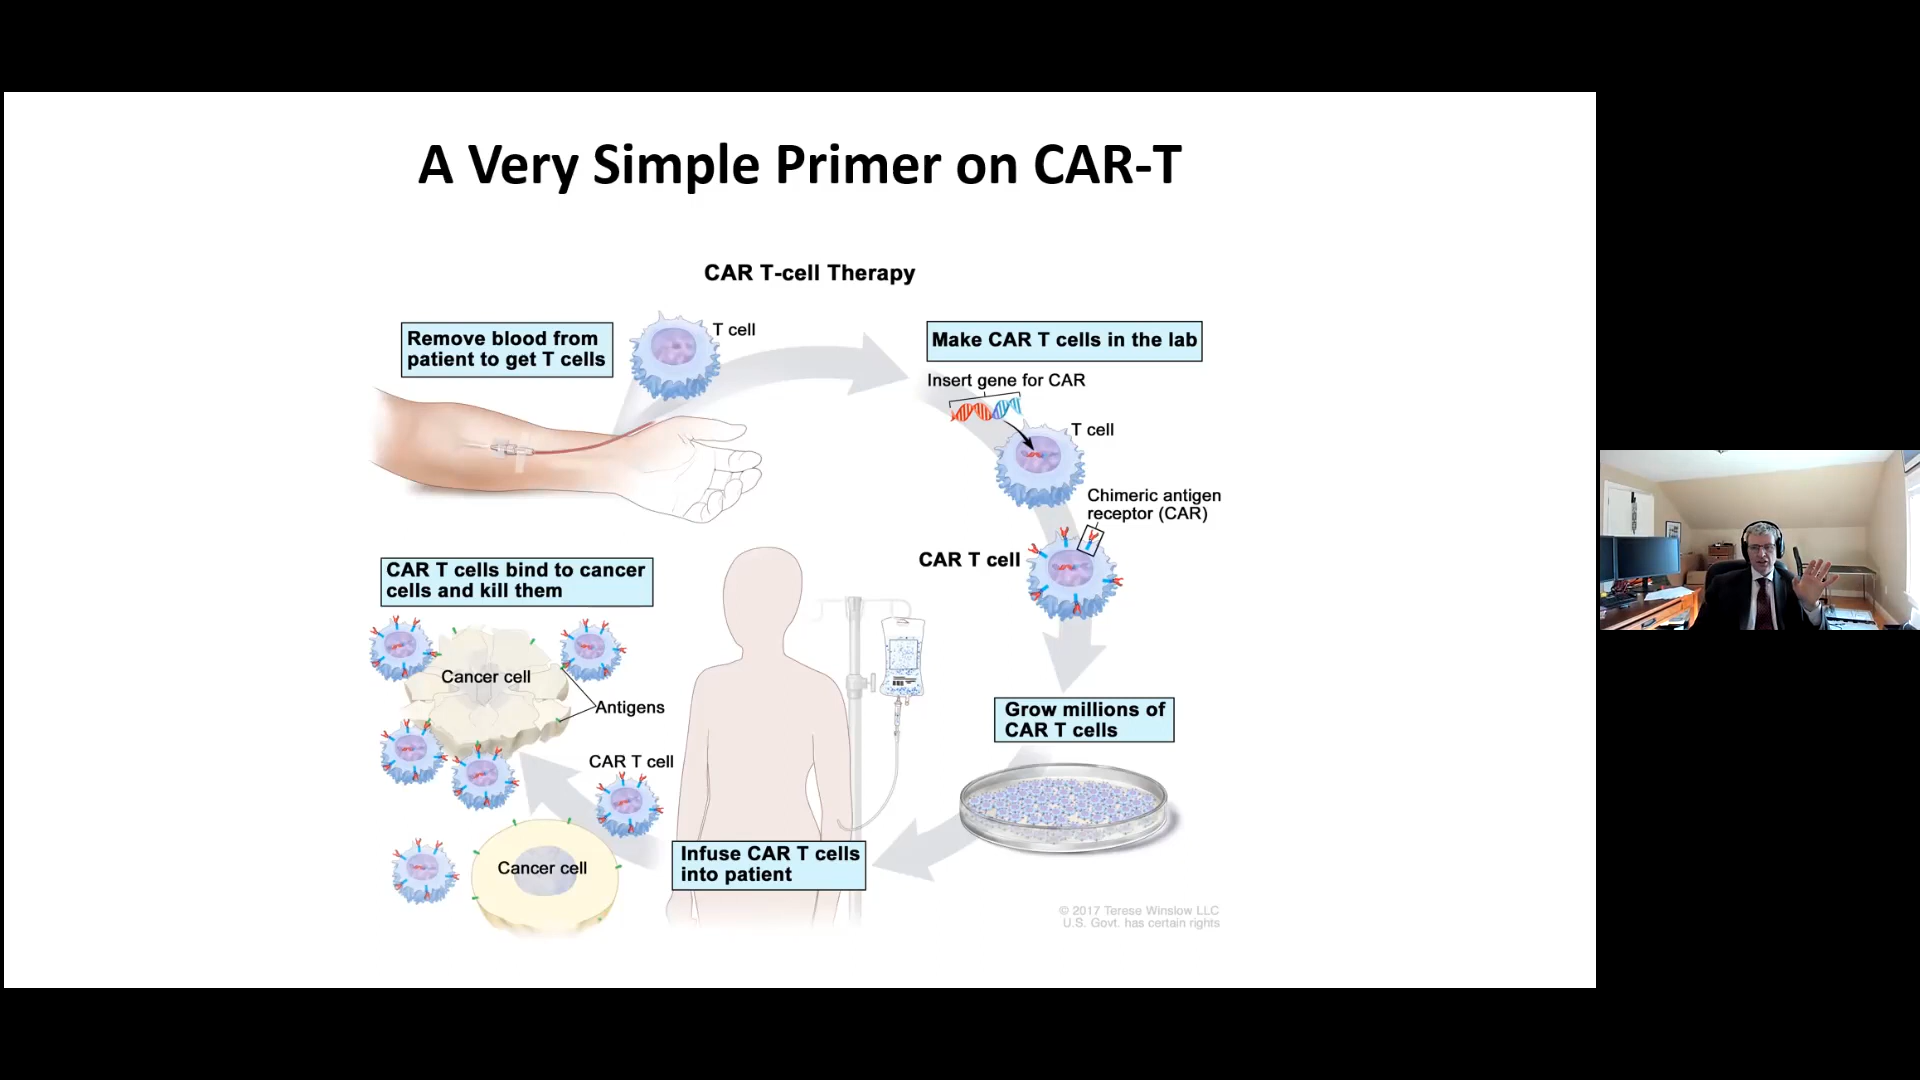 A Very Simple Primer on CAR-T
CAR T-cell Therapy
Remove blood from
patient to get T cells
T cell
Make CAR T cells in the lab
Insert gene for CAR
T cell
Chimeric antigen
receptor (CAR)
CAR T cell
Grow millions of
CAR T cells
Infuse CAR T cells
into patient
CAR T cells bind to cancer
cells and kill them
Cancer cell
Antigens
CAR T cell
Cancer cell
© 2017 Terese Winslow LLC
U.S. Govt. has certain rights